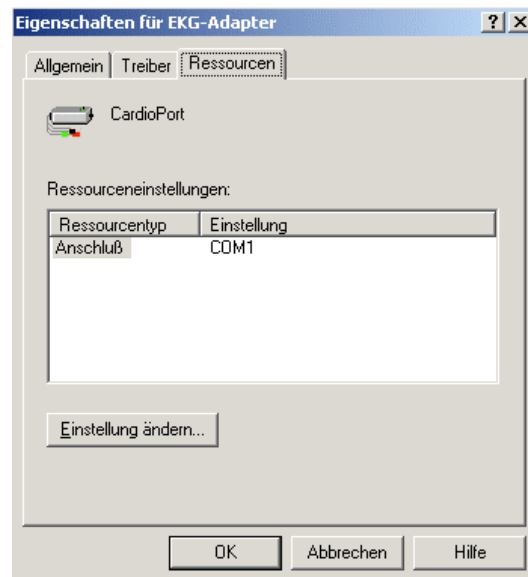 Eigenschaften für EKG-Adapter
Allgemein Treiber Ressourcen
CardioPort
Ressourceneinstellungen:
Ressourcentyp Einstellung
Anschluß COM1
Einstellung ändern...
OK Abbrechen Hilfe